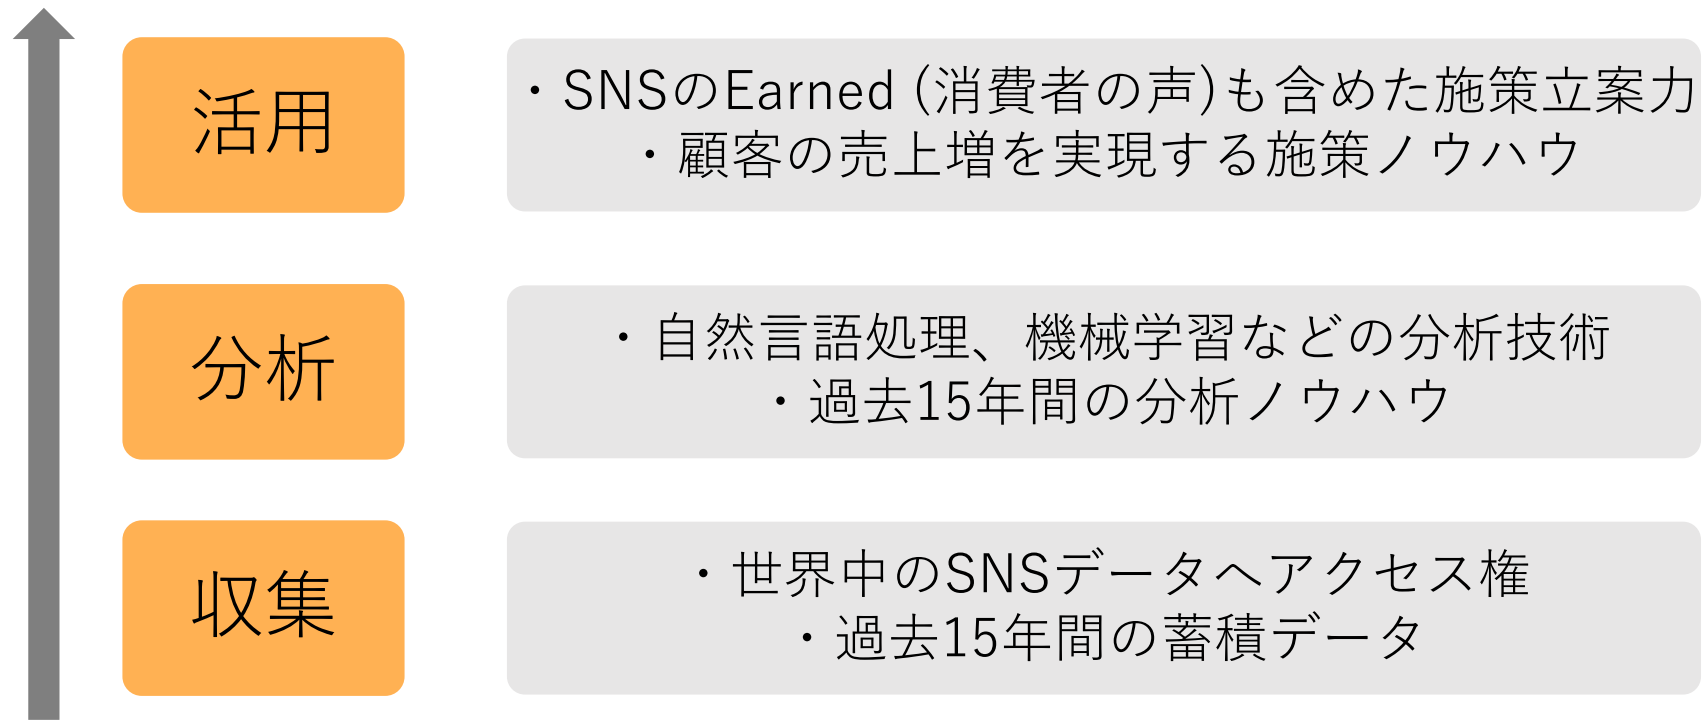 活用
・SNSのEarned (消費者の声)も含めた施策立案力
・顧客の売上増を実現する施策ノウハウ
分析
・自然言語処理、機械学習などの分析技術
・過去15年間の分析ノウハウ
収集
・世界中のSNSデータへアクセス権
・過去15年間の蓄積データ